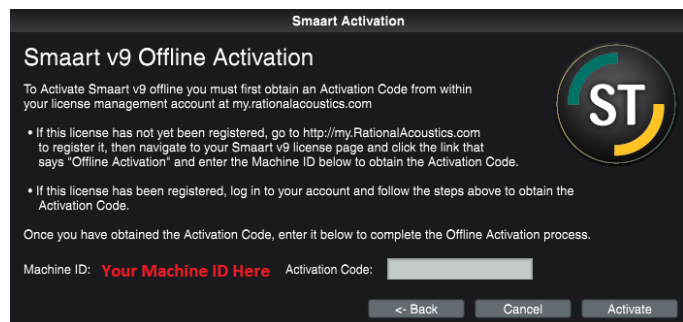 Smaart Activation
Smaart v9 Offline Activation
To Activate Smaart v9 offline you must first obtain an Activation Code from within
your license management account at my.rationalacoustics.com
• If this license has not yet been registered, go to http://my.RationalAcoustics.com
to register it, then navigate to your Smaart v9 license page and click the link that
says "Offline Activation" and enter the Machine ID below to obtain the Activation Code.
• If this license has been registered, log in to your account and follow the steps above to obtain the
Activation Code.
Once you have obtained the Activation Code, enter it below to complete the Offline Activation process.
Machine ID: Your Machine ID Here Activation Code:
<- Back Cancel Activate
ST